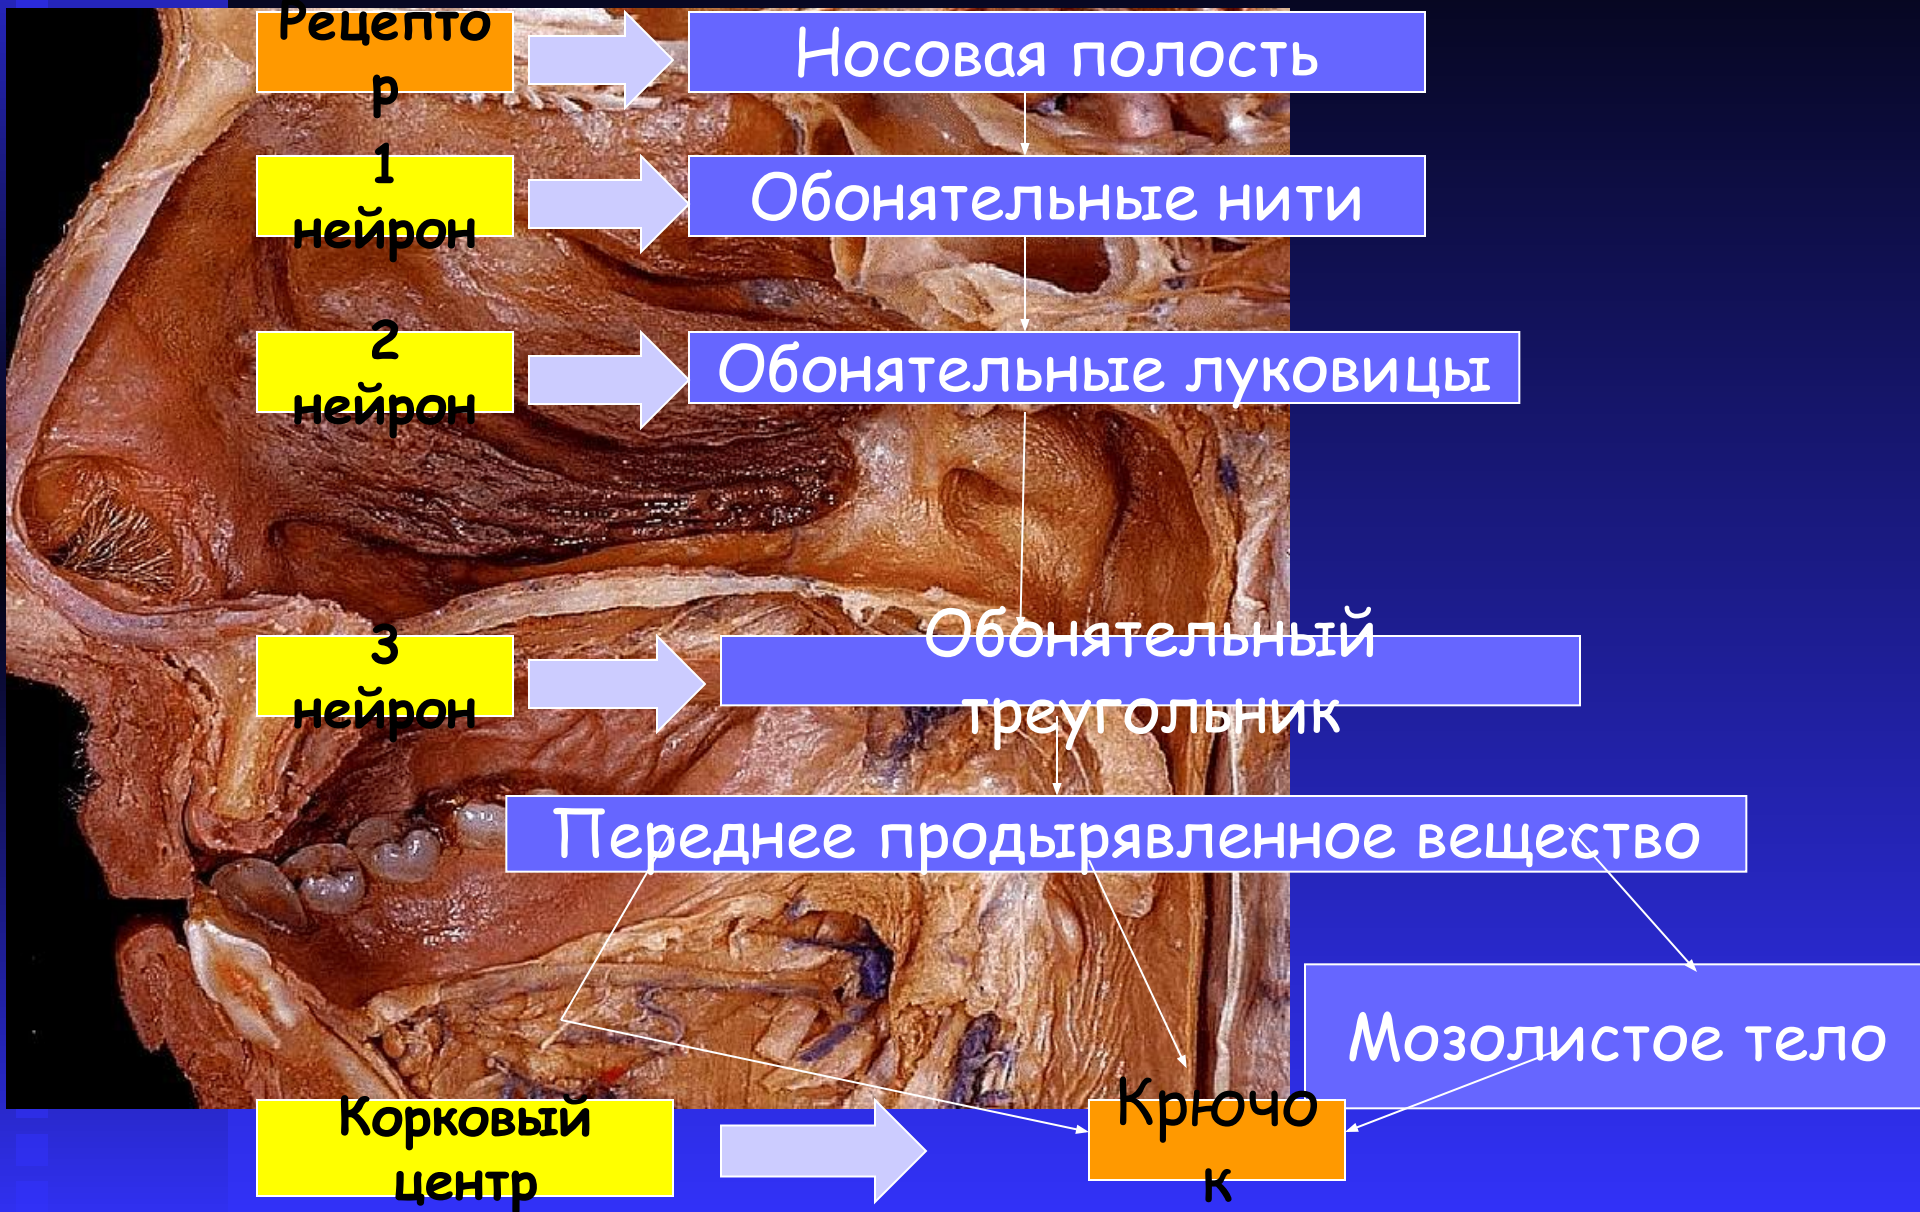 Рецепто
р
Носовая полость
1
нейрон
Обонятельные нити
2
нейрон
Обонятельные луковицы
3
нейрон
Обонятельный
треугольник
Переднее продырявленное вещество
Мозолистое тело
Корковый
центр
Крючо
к